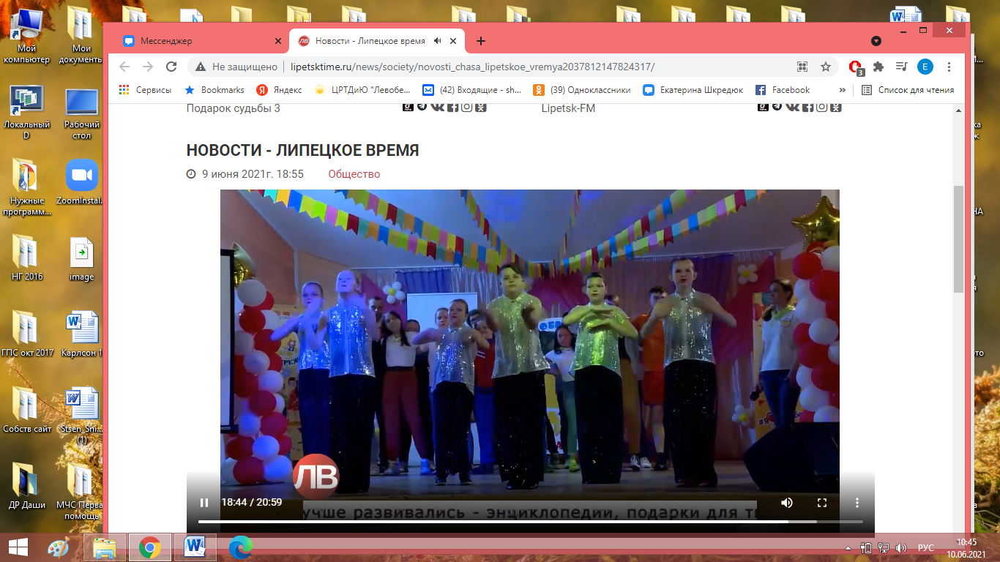 Мой
компьютер
Мои
документы
Локальный
D
Рабочий
стол
Нужные
программ...
ZoomInstal...
НГ 2016
image
ГПС окт 2017
Карлсон 1
Собств сайт
Stsen_Sni...
(1)
ДР Даши
МЧС Перва
помощь
Мессенджер
Новости - Липецкое время
Не защищено
lipetsktime.ru/news/society/novosti_chasa_lipetskoe_vremya2037812147824317/
3
E
Сервисы
Bookmarks
Яндекс
ЦРТДиЮ "Левобе...
(42) Входящие - sh...
(39) Одноклассники
Екатерина Шкредюк
Facebook
»
Список для чтения
Подарок судьбы 3
Lipetsk-FM
НОВОСТИ - ЛИПЕЦКОЕ ВРЕМЯ
9 июня 2021г. 18:55
Общество
ЛВ
18:44 / 20:59
учше развивались - энциклопедии, подарки для т
РУС
10:45
10.06.2021